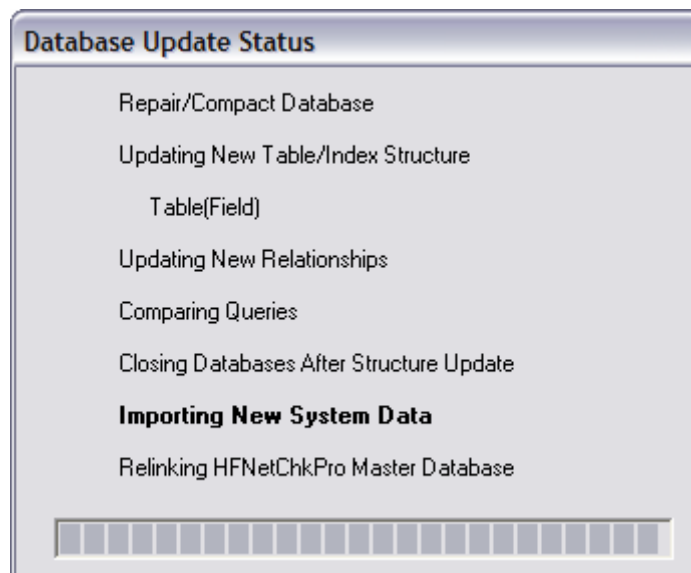 Database Update Status
Repair/Compact Database
Updating New Table/Index Structure
Table(Field)
Updating New Relationships
Comparing Queries
Closing Databases After Structure Update
Importing New System Data
Relinking HFNetChkPro Master Database